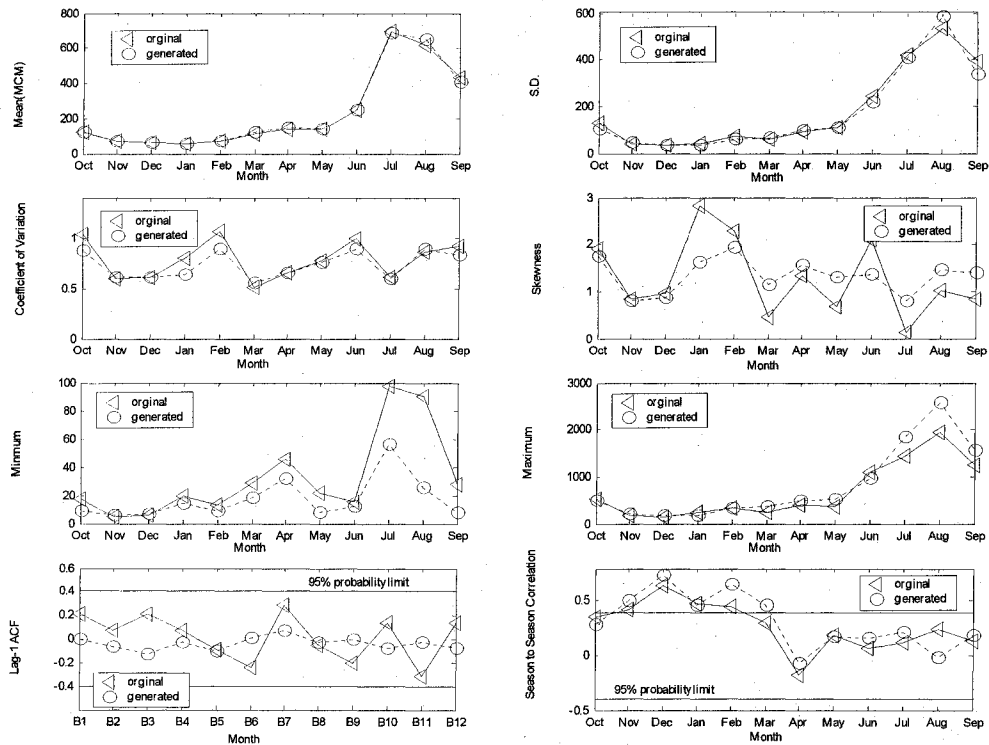 800
600
400
200
0
Mean(MCM)
orginal
generated
Oct Nov Dec Jan Feb Mar Apr May Jun Jul Aug Sep
Month
600
400
200
0
S.D.
orginal
generated
Oct Nov Dec Jan Feb Mar Apr May Jun Jul Aug Sep
Month
1
0.5
0
Coefficient of Variation
orginal
generated
Oct Nov Dec Jan Feb Mar Apr May Jun Jul Aug Sep
Month
3
2
1
0
Skewness
orginal
generated
Oct Nov Dec Jan Feb Mar Apr May Jun Jul Aug Sep
Month
100
80
60
40
20
0
Minmum
orginal
generated
Oct Nov Dec Jan Feb Mar Apr May Jun Jul Aug Sep
Month
3000
2000
1000
0
Maximum
orginal
generated
Oct Nov Dec Jan Feb Mar Apr May Jun Jul Aug Sep
Month
0.6
0.4
0.2
0.0
-0.2
-0.4
Lag-1 ACF
95% probability limit
orginal
generated
B1 B2 B3 B4 B5 B6 B7 B8 B9 B10 B11 B12
Month
0.5
0
-0.5
Season to Season Correlation
orginal
generated
95% probability limit
Oct Nov Dec Jan Feb Mar Apr May Jun Jul Aug Sep
Month